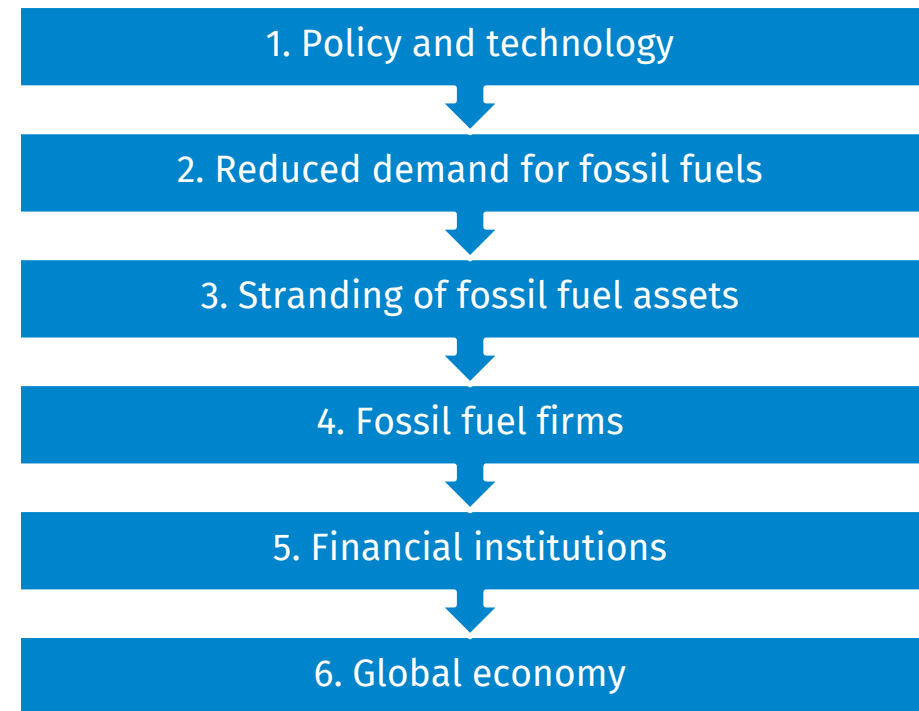 1. Policy and technology
2. Reduced demand for fossil fuels
3. Stranding of fossil fuel assets
4. Fossil fuel firms
5. Financial institutions
6. Global economy